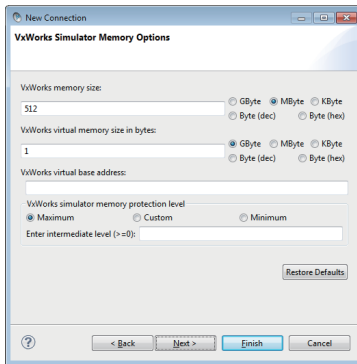 New Connection
VxWorks Simulator Memory Options
VxWorks memory size:
512
GByte MByte KByte
Byte (dec) Byte (hex)
VxWorks virtual memory size in bytes:
1
GByte MByte KByte
Byte (dec) Byte (hex)
VxWorks virtual base address:
VxWorks simulator memory protection level
Maximum Custom Minimum
Enter intermediate level (>=0):
Restore Defaults
? < Back Next > Finish Cancel